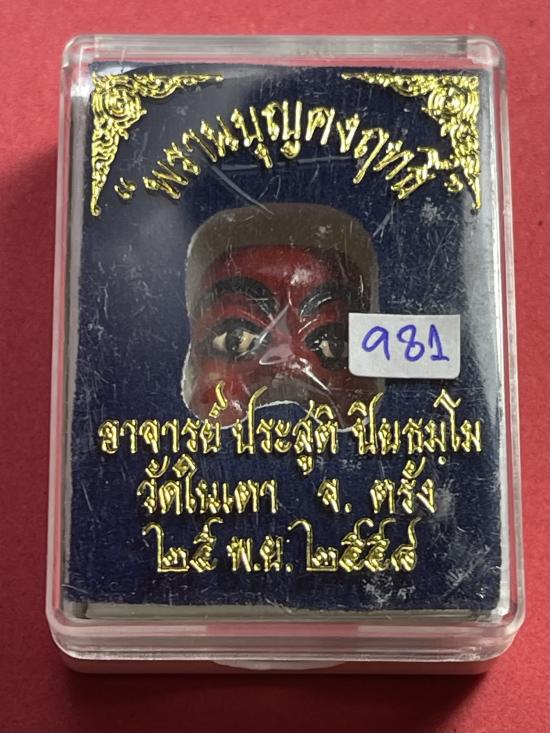 "พรานบุญคงฤทธิ์"
981
อาจารย์ ประสูติ ปิยธมฺโม
วัดในเตา จ. ตรัง
๒๕ พ.ย. ๒๕๕๘